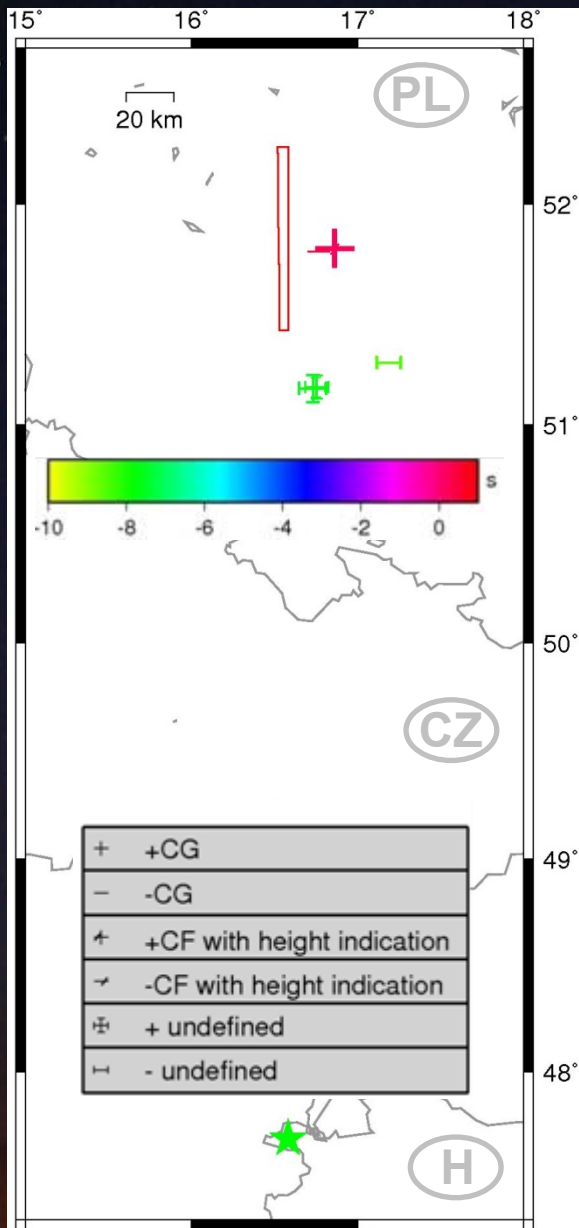 15° 16° 17° 18°
PL
20 km
52°
51°
s
-10 -8 -6 -4 -2 0
50°
CZ
49°
+ +CG
− -CG
+CF with height indication
-CF with height indication
+ undefined
- undefined
48°
H